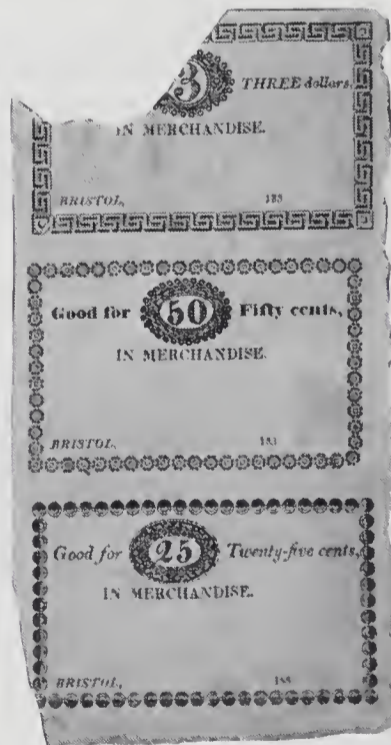 3 THREE dollars,
IN MERCHANDISE.
BRISTOL, 183
Good for 50 Fifty cents,
IN MERCHANDISE.
BRISTOL, 183
Good for 25 Twenty-five cents,
IN MERCHANDISE.
BRISTOL, 183